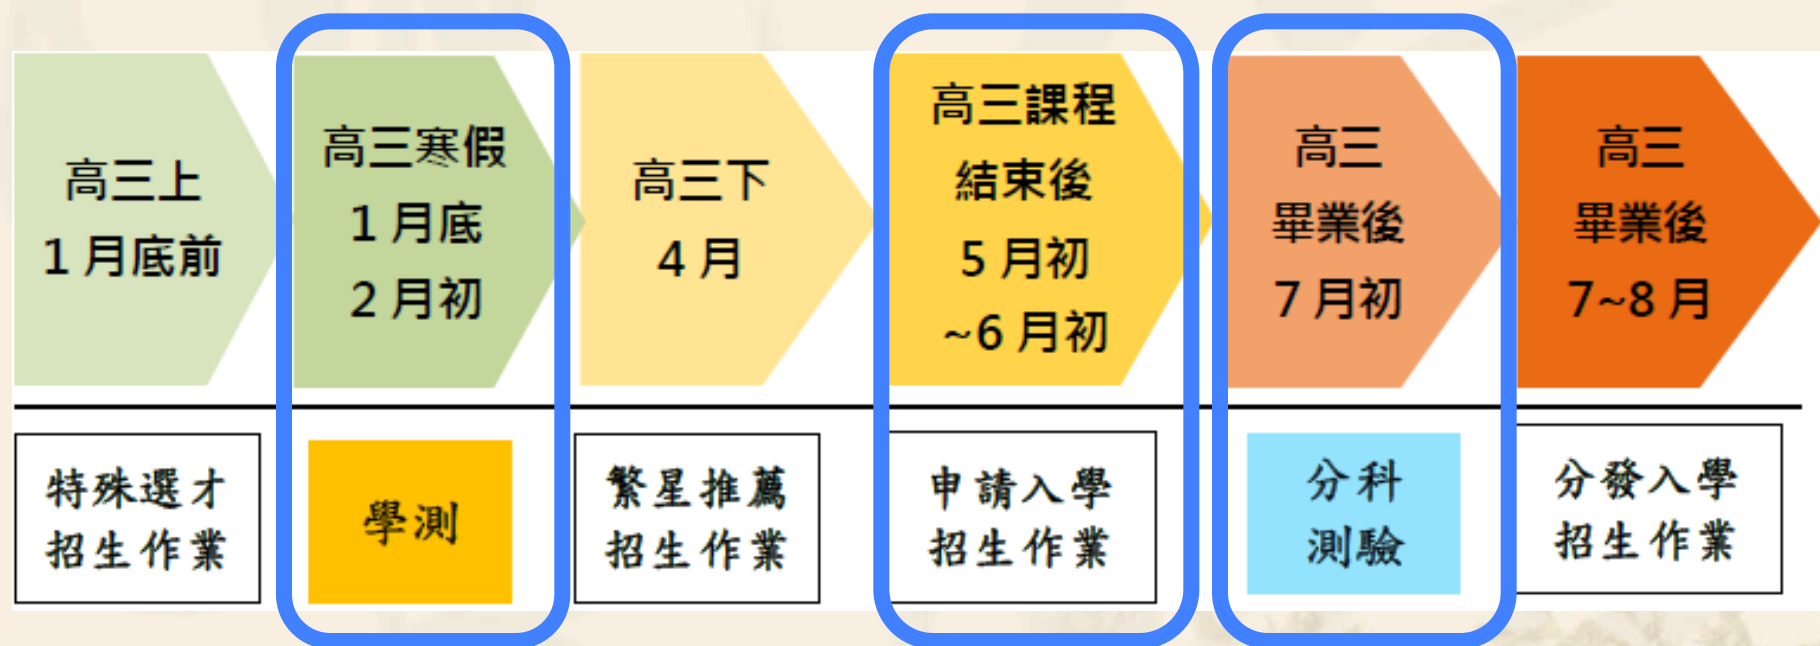 高三上
1 月底前
高三寒假
1 月底
2 月初
高三下
4 月
高三課程
結束後
5 月初
~6 月初
高三
畢業後
7 月初
高三
畢業後
7~8 月
特殊選才
招生作業
學測
繁星推薦
招生作業
申請入學
招生作業
分科
測驗
分發入學
招生作業